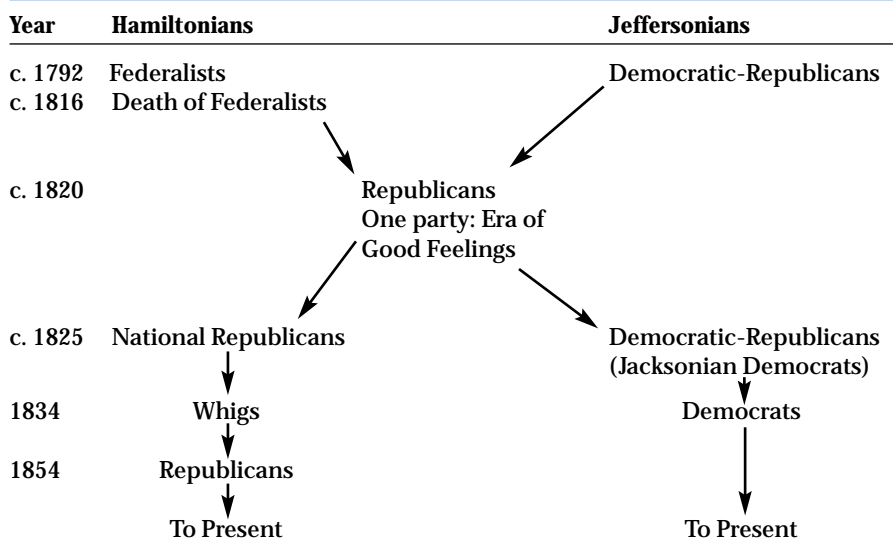 Year Hamiltonians Jeffersonians
c. 1792 Federalists Democratic-Republicans
c. 1816 Death of Federalists
c. 1820 Republicans
One party: Era of
Good Feelings
c. 1825 National Republicans Democratic-Republicans
(Jacksonian Democrats)
1834 Whigs Democrats
1854 Republicans
To Present To Present